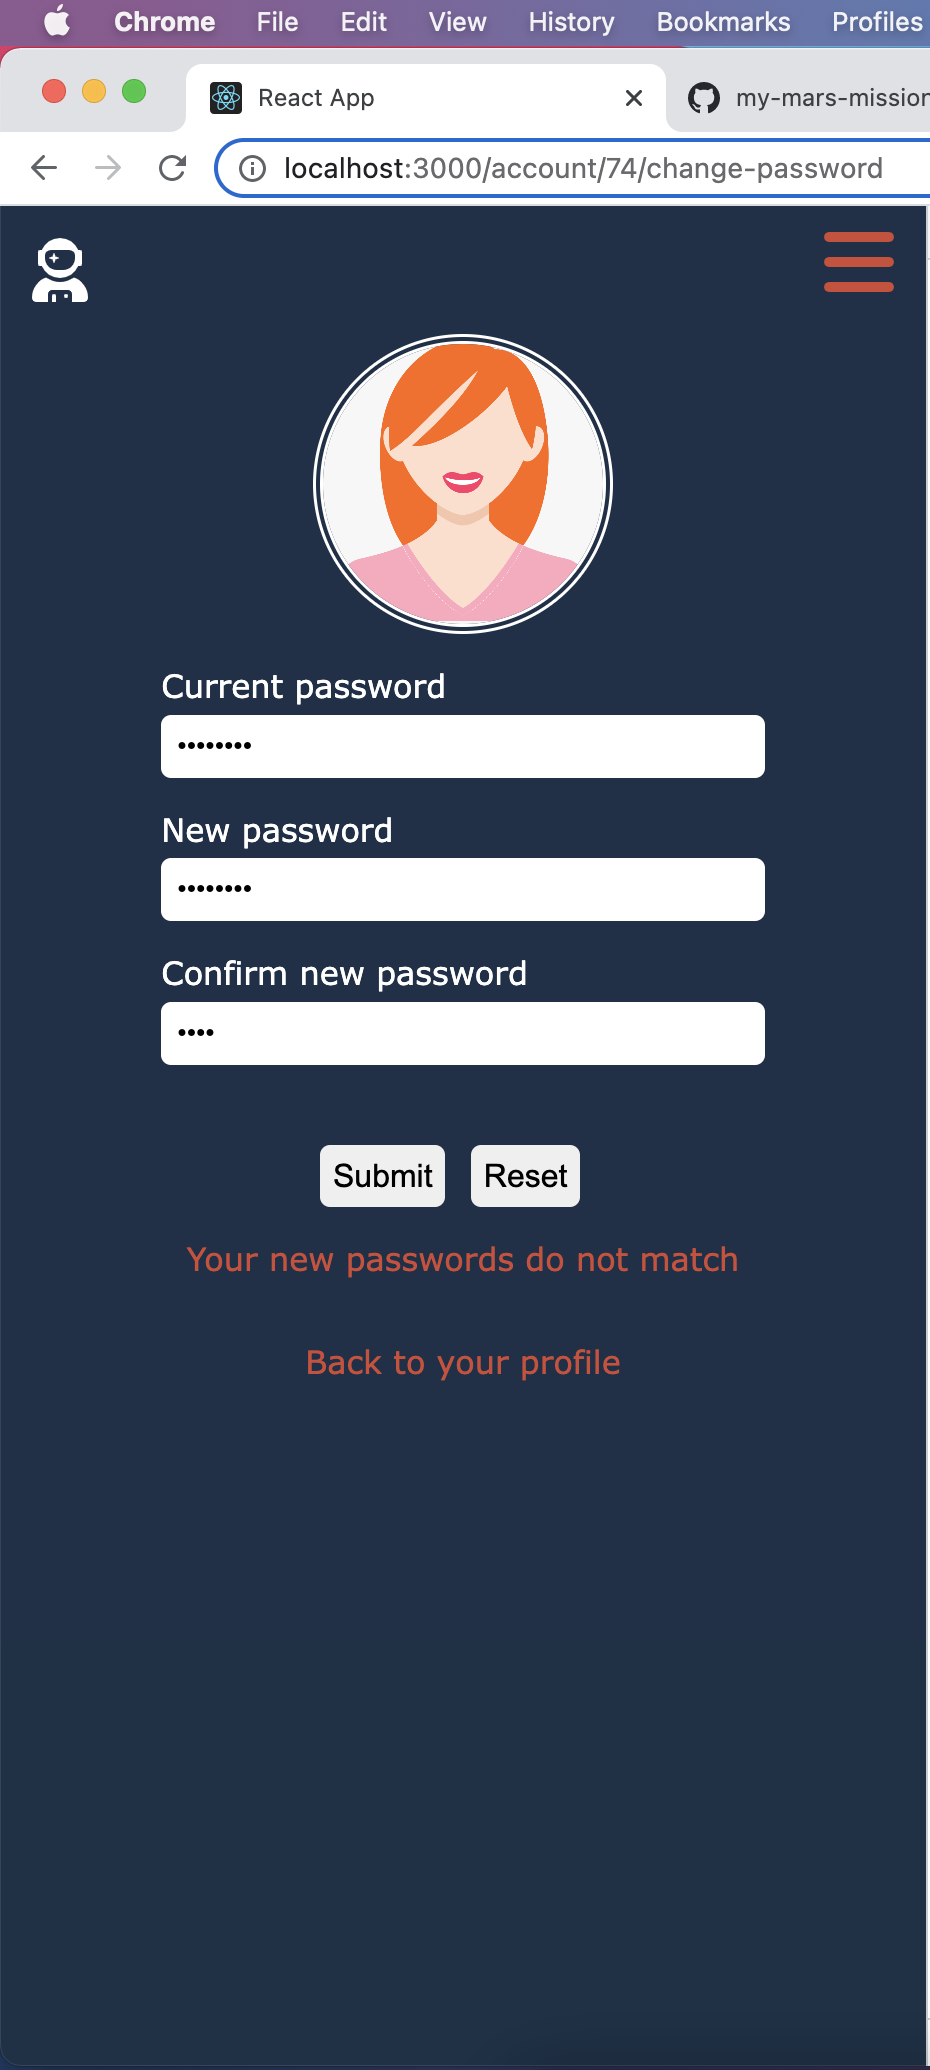 Chrome File Edit View History Bookmarks Profiles
React App my-mars-mission
localhost:3000/account/74/change-password
Current password
••••••••
New password
••••••••
Confirm new password
••••
Submit Reset
Your new passwords do not match
Back to your profile